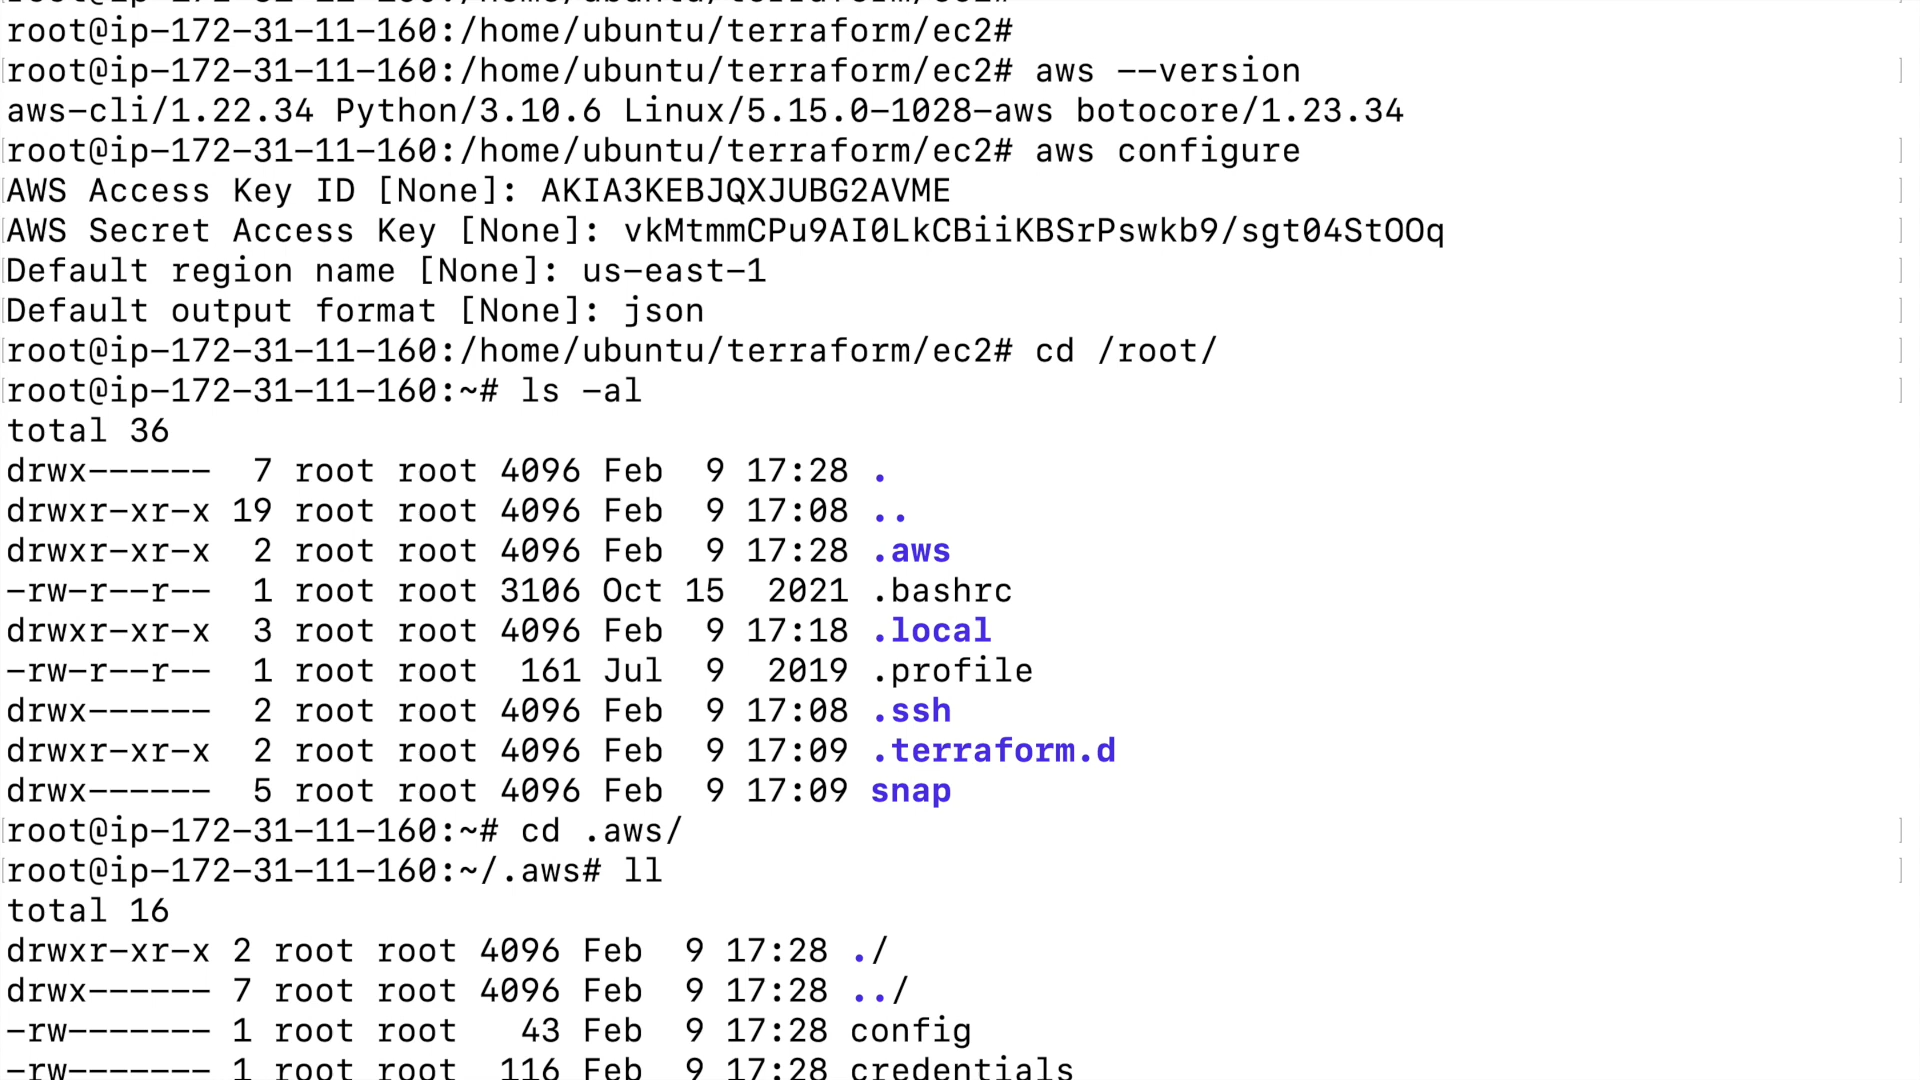 root@ip-172-31-11-160:/home/ubuntu/terraform/ec2#
root@ip-172-31-11-160:/home/ubuntu/terraform/ec2# aws --version
aws-cli/1.22.34 Python/3.10.6 Linux/5.15.0-1028-aws botocore/1.23.34
root@ip-172-31-11-160:/home/ubuntu/terraform/ec2# aws configure
AWS Access Key ID [None]: AKIA3KEBJQXJUBG2AVME
AWS Secret Access Key [None]: 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
Default region name [None]: us-east-1
Default output format [None]: json
root@ip-172-31-11-160:/home/ubuntu/terraform/ec2# cd /root/
root@ip-172-31-11-160:~# ls -al
total 36
drwx------  7 root root 4096 Feb  9 17:28 .
drwxr-xr-x 19 root root 4096 Feb  9 17:08 ..
drwxr-xr-x  2 root root 4096 Feb  9 17:28 .aws
-rw-r--r--  1 root root 3106 Oct 15  2021 .bashrc
drwxr-xr-x  3 root root 4096 Feb  9 17:18 .local
-rw-r--r--  1 root root  161 Jul  9  2019 .profile
drwx------  2 root root 4096 Feb  9 17:08 .ssh
drwxr-xr-x  2 root root 4096 Feb  9 17:09 .terraform.d
drwx------  5 root root 4096 Feb  9 17:09 snap
root@ip-172-31-11-160:~# cd .aws/
root@ip-172-31-11-160:~/.aws# ll
total 16
drwxr-xr-x 2 root root 4096 Feb  9 17:28 ./
drwx------ 7 root root 4096 Feb  9 17:28 ../
-rw------- 1 root root   43 Feb  9 17:28 config
-rw------- 1 root root  116 Feb  9 17:28 credentials